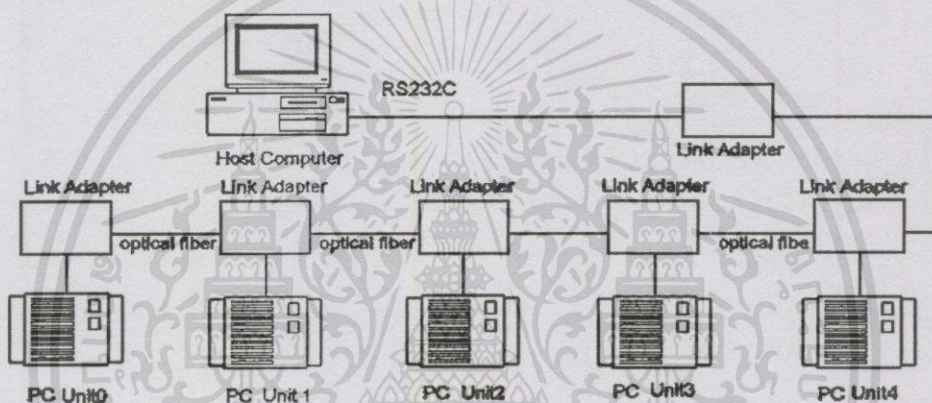 RS232C
Host Computer
Link Adapter
Link Adapter
Link Adapter
Link Adapter
Link Adapter
Link Adapter
optical fiber
optical fiber
optical fibe
PC Unit0
PC Unit 1
PC Unit2
PC Unit3
PC Unit4